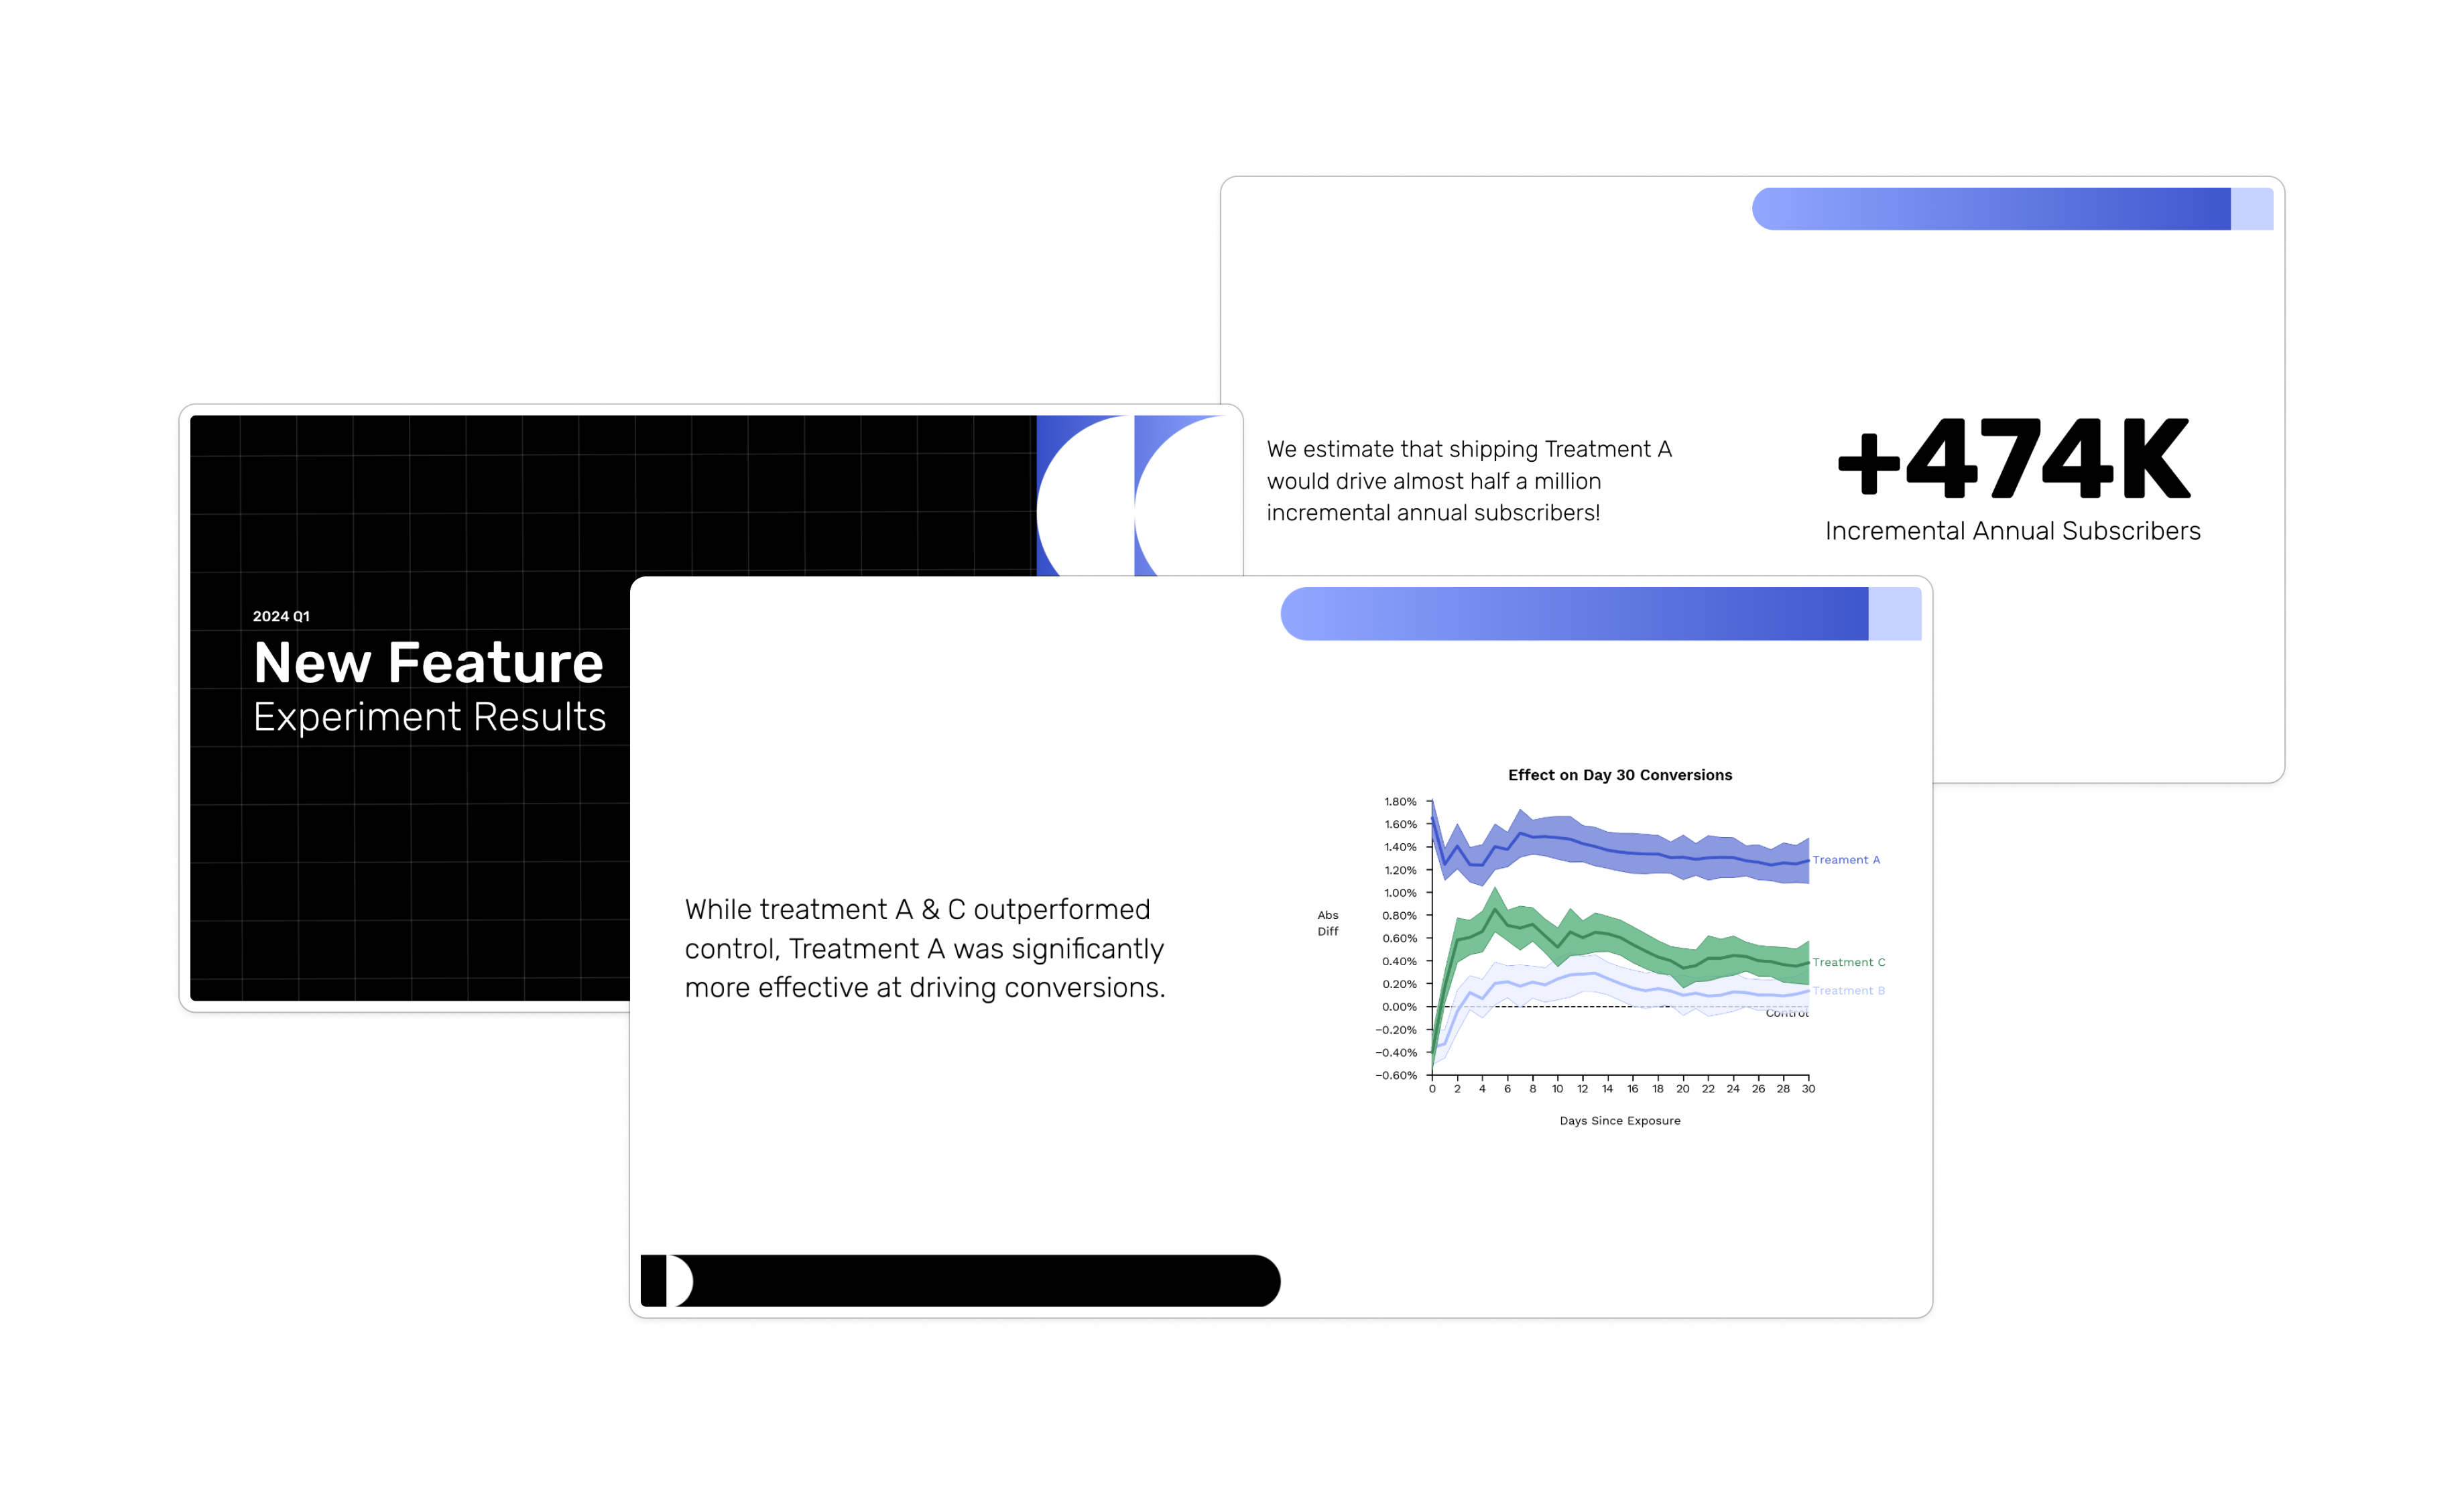 2024 Q1
New Feature
Experiment Results
We estimate that shipping Treatment A
would drive almost half a million
incremental annual subscribers!
+474K
Incremental Annual Subscribers
While treatment A & C outperformed
control, Treatment A was significantly
more effective at driving conversions.
Effect on Day 30 Conversions
Abs
Diff
1.80%
1.60%
1.40%
1.20%
1.00%
0.80%
0.60%
0.40%
0.20%
0.00%
−0.20%
−0.40%
−0.60%
Treament A
Treatment C
Treatment B
Control
0 2 4 6 8 10 12 14 16 18 20 22 24 26 28 30
Days Since Exposure